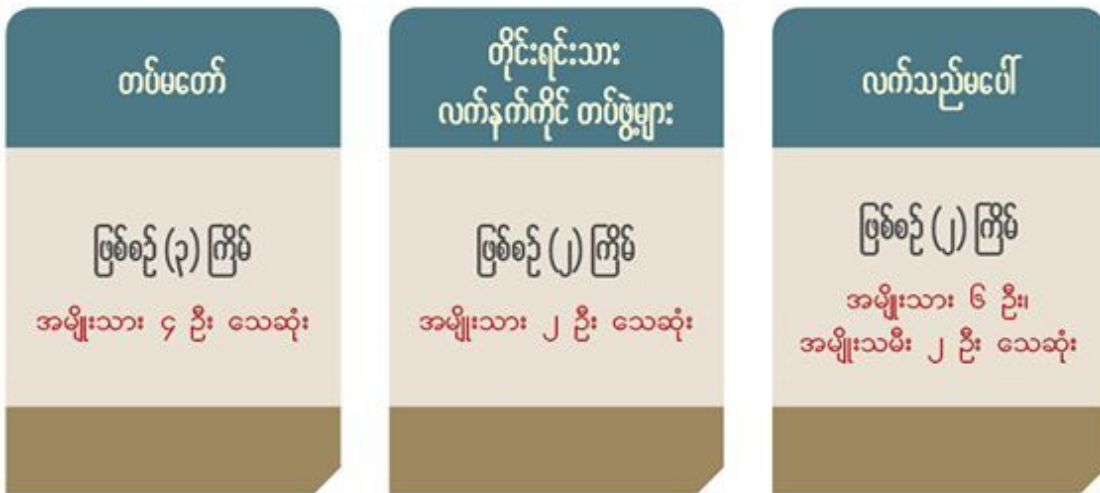 တပ်မတော်
ဖြစ်စဉ် (၃) ကြိမ်
အမျိုးသား ၄ ဦး သေဆုံး
တိုင်းရင်းသား
လက်နက်ကိုင် တပ်ဖွဲ့များ
ဖြစ်စဉ် (၂) ကြိမ်
အမျိုးသား ၂ ဦး သေဆုံး
လက်သည်မပေါ်
ဖြစ်စဉ် (၂) ကြိမ်
အမျိုးသား ၆ ဦး၊
အမျိုးသမီး ၂ ဦး သေဆုံး